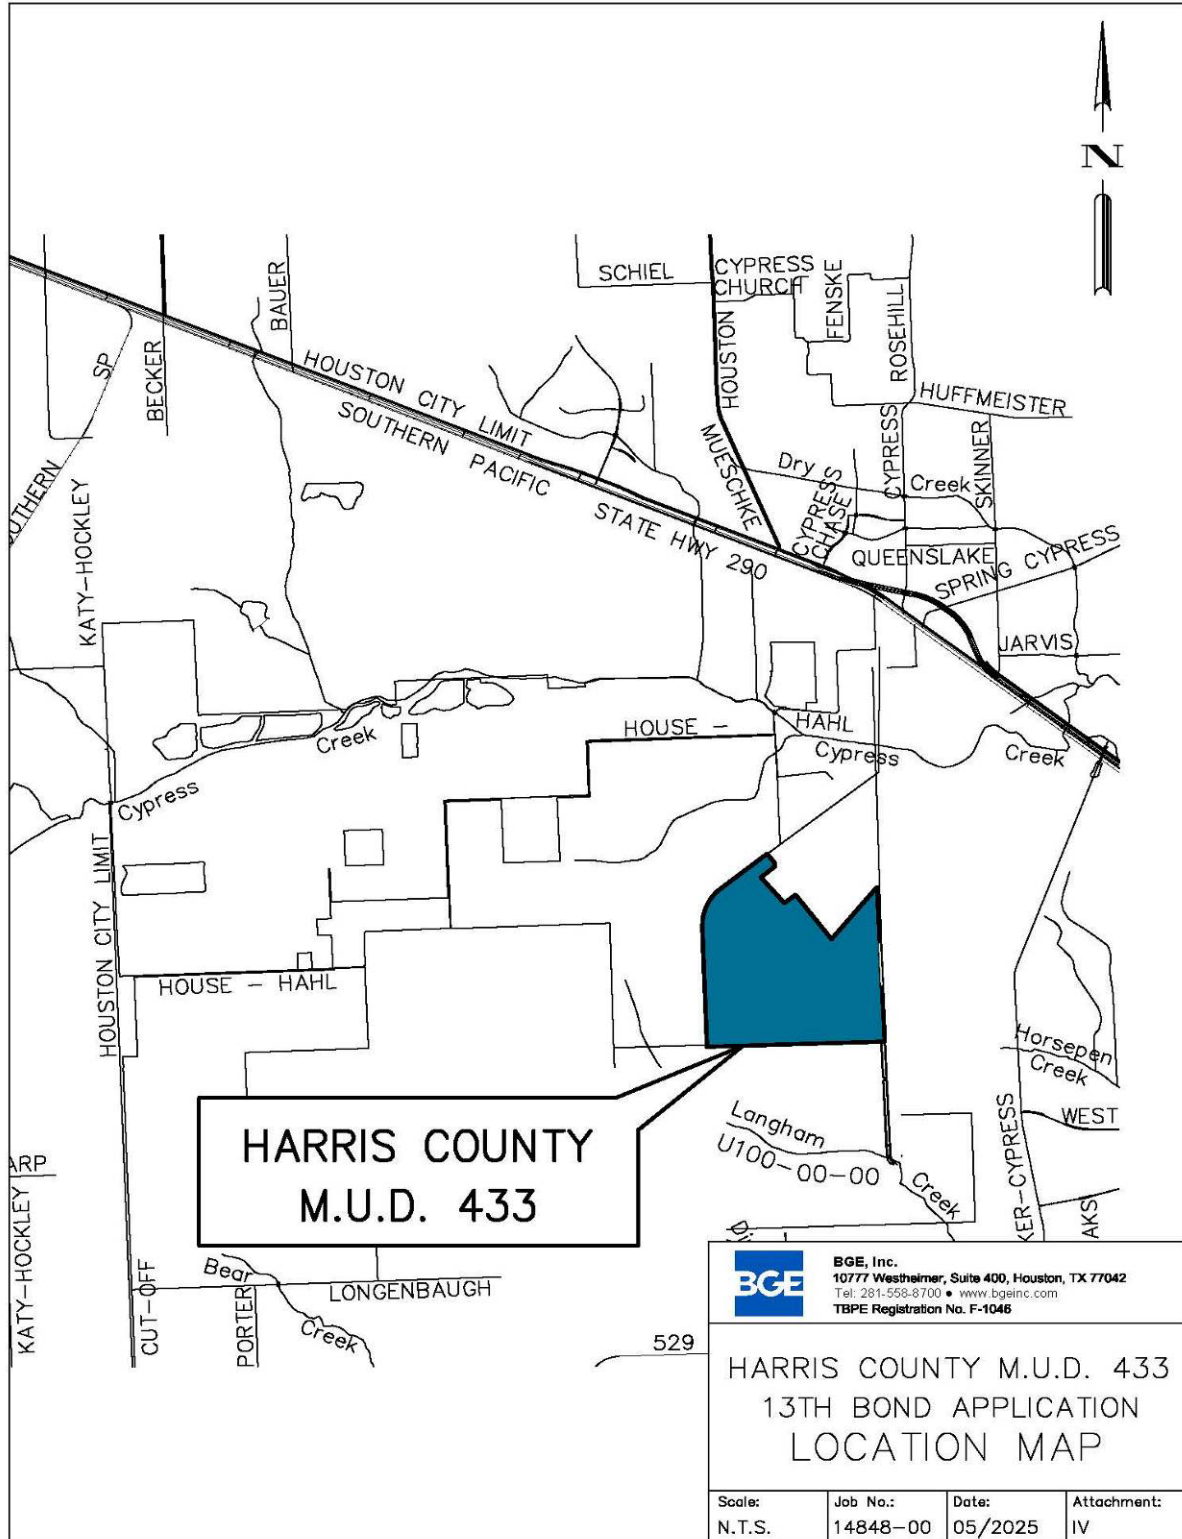 N
SCHIEL
CYPRESS
CHURCH
FENSKE
ROSEHILL
BAUER
SP
BECKER
HOUSTON
HOUSTON CITY LIMIT
SOUTHERN PACIFIC
STATE HWY 290
HUFFMEISTER
MUESCHKE
Dry
Creek
CYPRESS
SKINNER
CYPRESS
CHASE
QUEENSLAKE
SPRING CYPRESS
JARVIS
UTHERN
KATY-HOCKLEY
HOUSE -
HAHL
Cypress
Creek
Creek
Cypress
HOUSTON CITY LIMIT
HOUSE - HAHL
Horsepen
Creek
WEST
HARRIS COUNTY
M.U.D. 433
Langham
U100-00-00
Creek
KER-CYPRESS
AKS
ARP
KATY-HOCKLEY
CUT-OFF
Bear
Creek
PORTER
LONGENBAUGH
529
BGE
BGE, Inc.
10777 Westheimer, Suite 400, Houston, TX 77042
Tel: 281-558-8700 • www.bgeinc.com
TBPE Registration No. F-1046
HARRIS COUNTY M.U.D. 433
13TH BOND APPLICATION
LOCATION MAP
Scale:
N.T.S.
Job No.:
14848-00
Date:
05/2025
Attachment:
IV